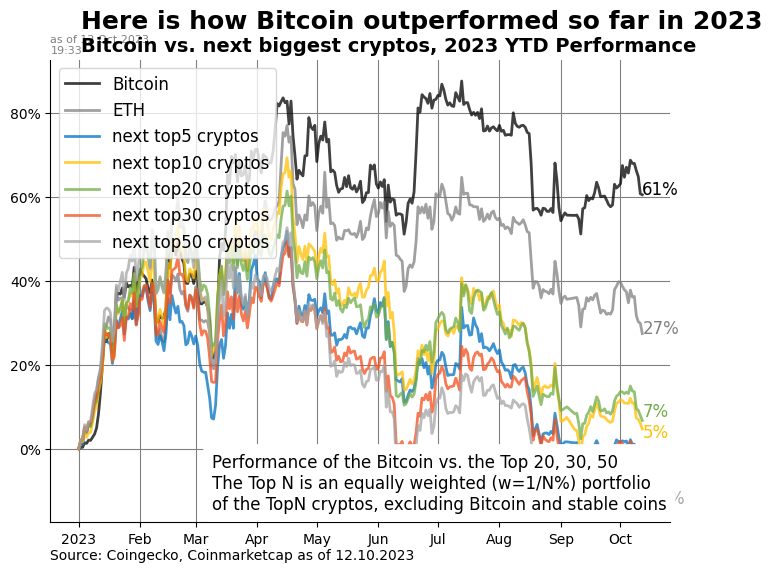 Here is how Bitcoin outperformed so far in 2023
as of 12 Oct 2023
19:33
Bitcoin vs. next biggest cryptos, 2023 YTD Performance
Bitcoin
ETH
next top5 cryptos
next top10 cryptos
next top20 cryptos
next top30 cryptos
next top50 cryptos
80%
60%
40%
20%
0%
61%
27%
7%
5%
%
Performance of the Bitcoin vs. the Top 20, 30, 50
The Top N is an equally weighted (w=1/N%) portfolio
of the TopN cryptos, excluding Bitcoin and stable coins
2023 Feb Mar Apr May Jun Jul Aug Sep Oct
Source: Coingecko, Coinmarketcap as of 12.10.2023